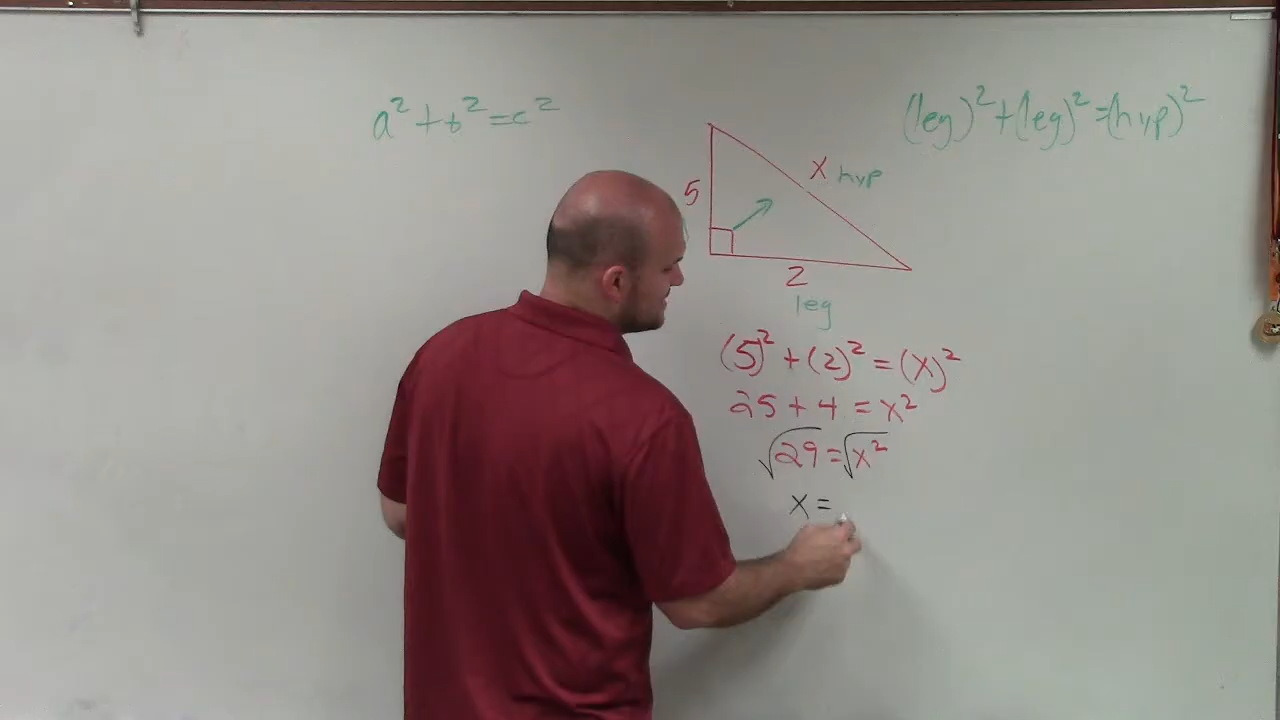 a² + b² = c²
(leg)² + (leg)² = (hyp)²
x hyp
5
2
leg
(5)² + (2)² = (x)²
25 + 4 = x²
√29 = √x²
x =